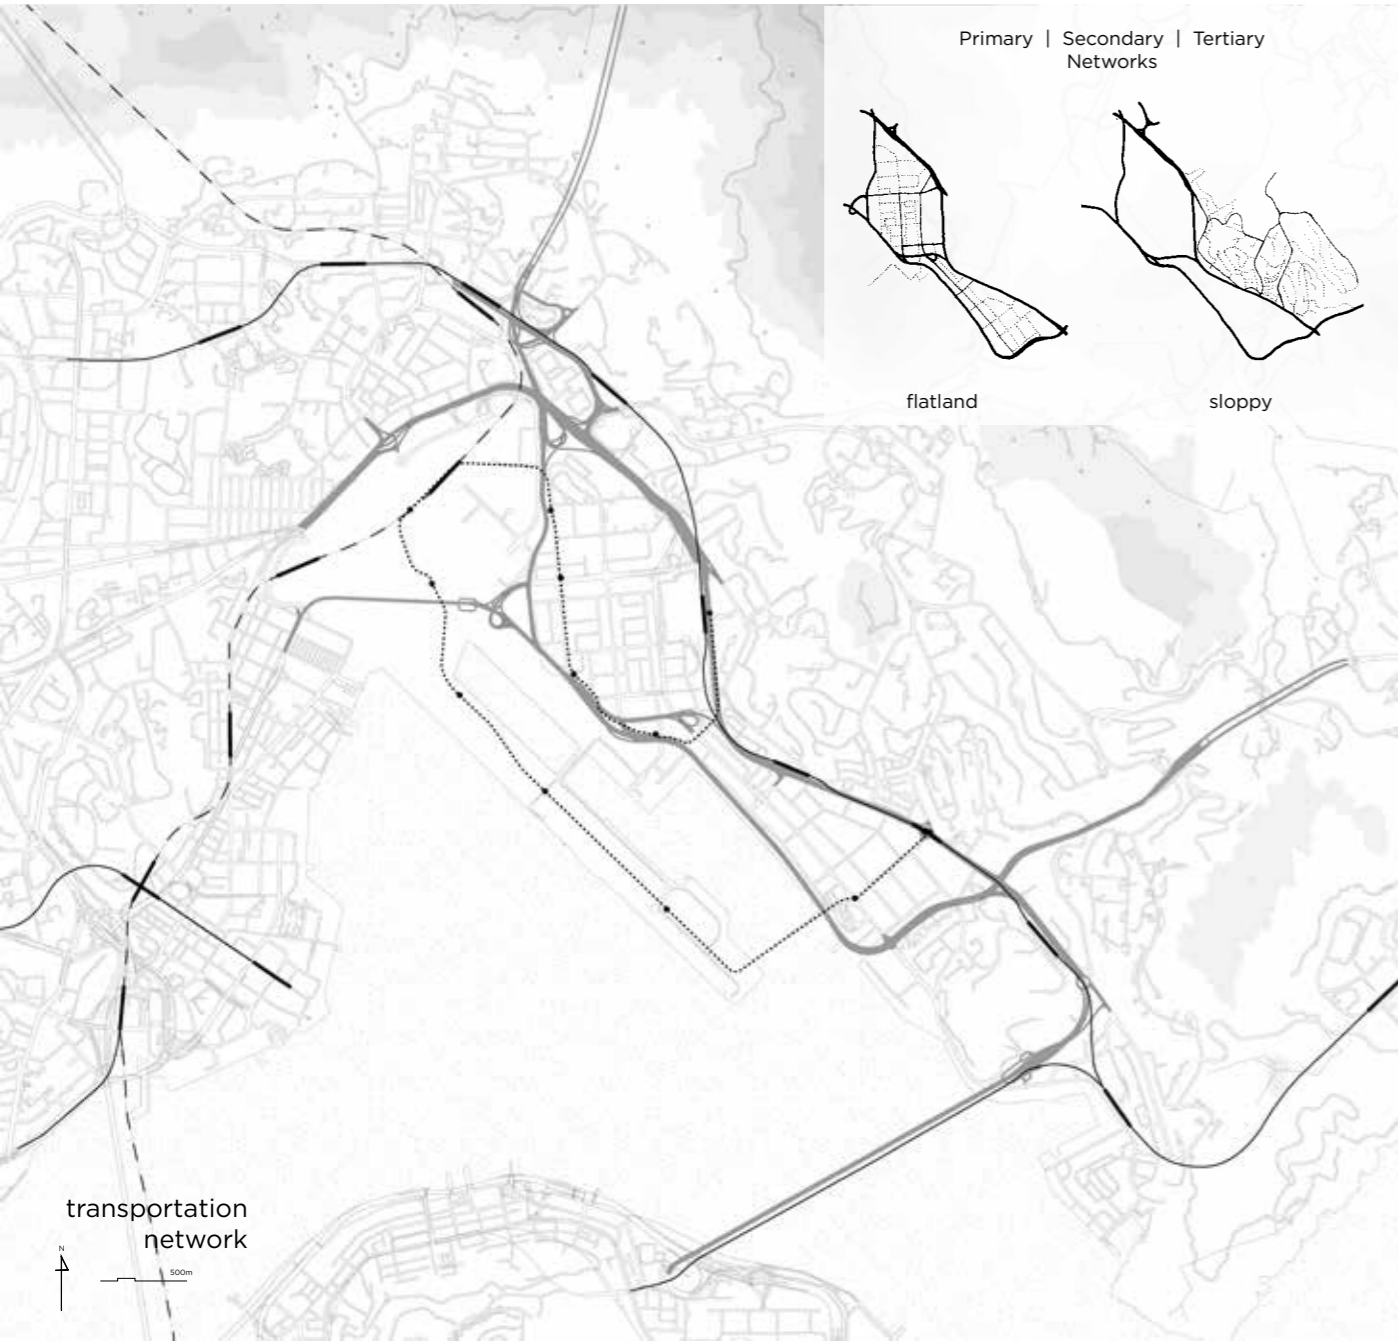 Primary | Secondary | Tertiary
Networks
flatland
sloppy
transportation
network
N
500m